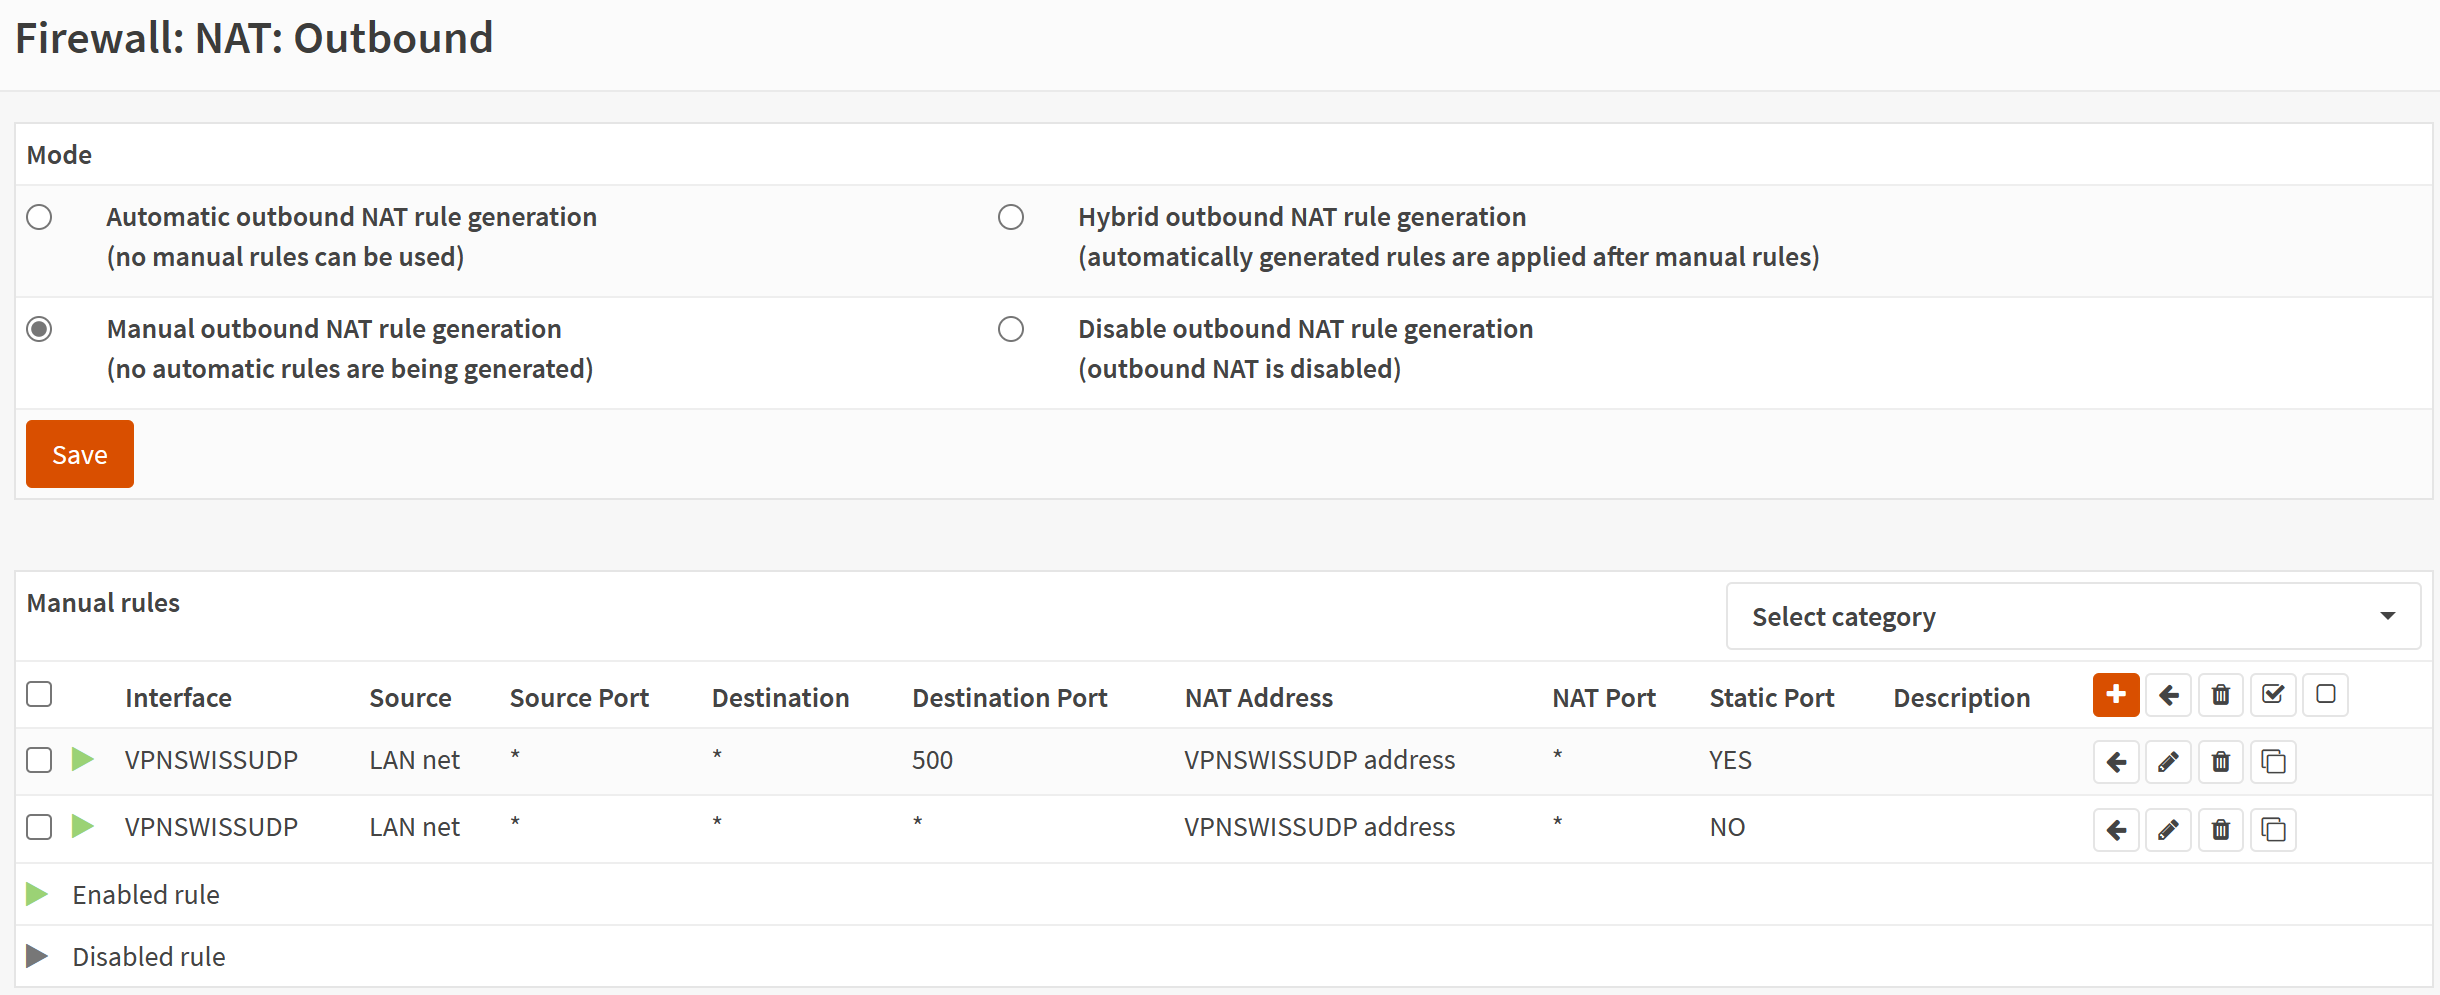 Firewall: NAT: Outbound
Mode
Automatic outbound NAT rule generation
(no manual rules can be used)
Hybrid outbound NAT rule generation
(automatically generated rules are applied after manual rules)
Manual outbound NAT rule generation
(no automatic rules are being generated)
Disable outbound NAT rule generation
(outbound NAT is disabled)
Save
Manual rules
Select category
Interface Source Source Port Destination Destination Port NAT Address NAT Port Static Port Description
VPNSWISSUDP LAN net * * 500 VPNSWISSUDP address * YES
VPNSWISSUDP LAN net * * * VPNSWISSUDP address * NO
Enabled rule
Disabled rule